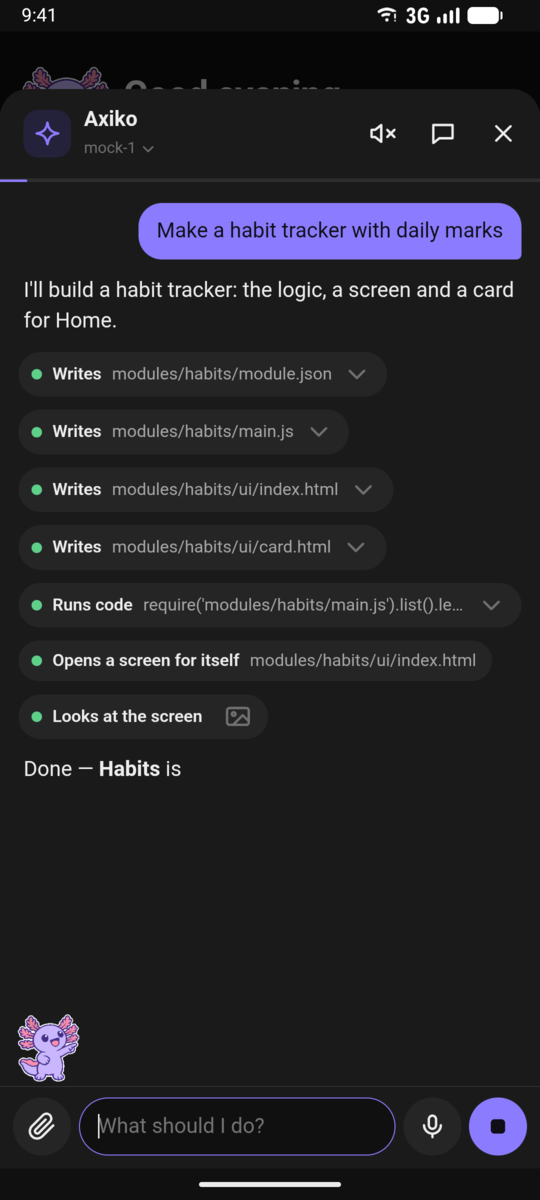 9:41
3G
Good evening
Axiko
mock-1
Make a habit tracker with daily marks
I'll build a habit tracker: the logic, a screen and a card
for Home.
Writes modules/habits/module.json
Writes modules/habits/main.js
Writes modules/habits/ui/index.html
Writes modules/habits/ui/card.html
Runs code require('modules/habits/main.js').list().le...
Opens a screen for itself modules/habits/ui/index.html
Looks at the screen
Done — Habits is
What should I do?